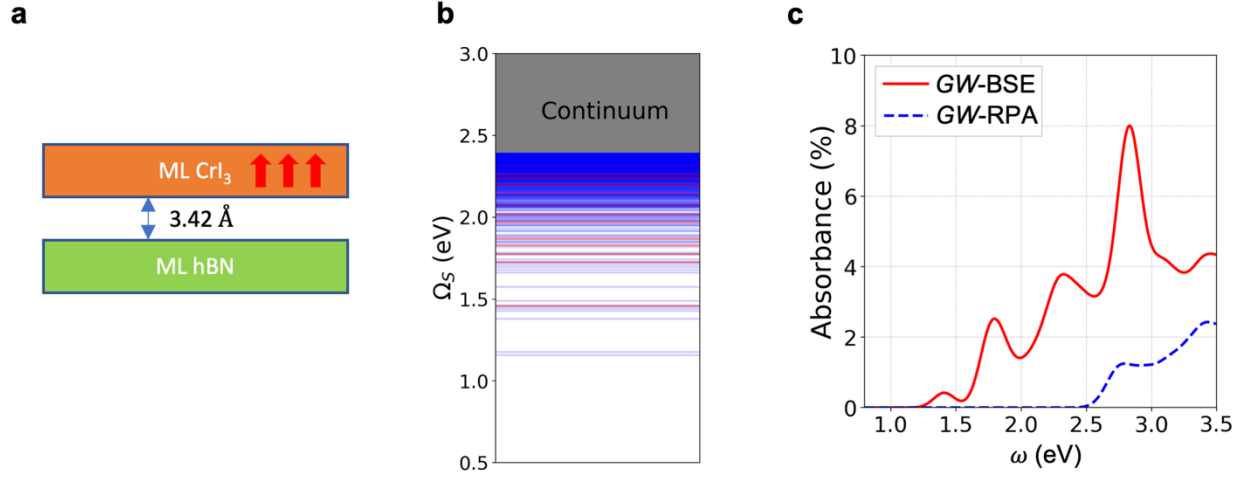 a
ML CrI₃
3.42 Å
ML hBN
b
3.0
2.5
2.0
1.5
1.0
0.5
Ω_S (eV)
Continuum
c
10
8
6
4
2
0
Absorbance (%)
GW-BSE
GW-RPA
1.0 1.5 2.0 2.5 3.0 3.5
ω (eV)